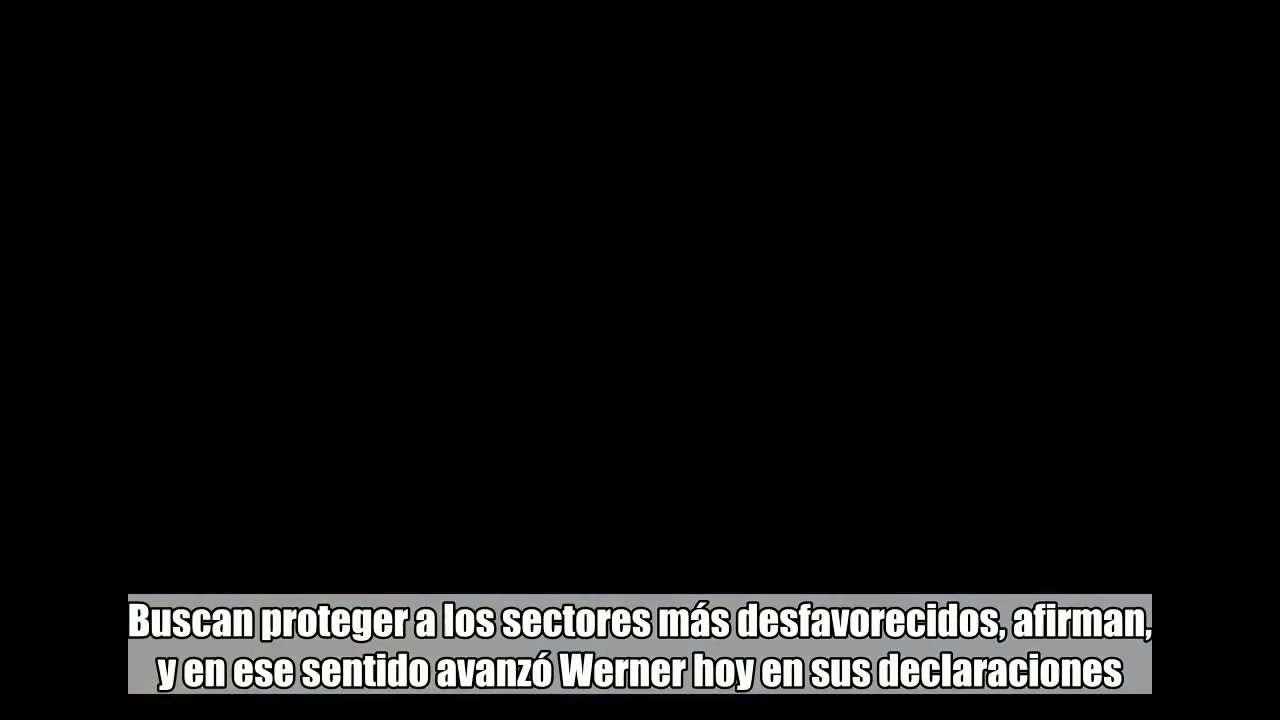 Buscan proteger a los sectores más desfavorecidos, afirman,
y en ese sentido avanzó Werner hoy en sus declaraciones